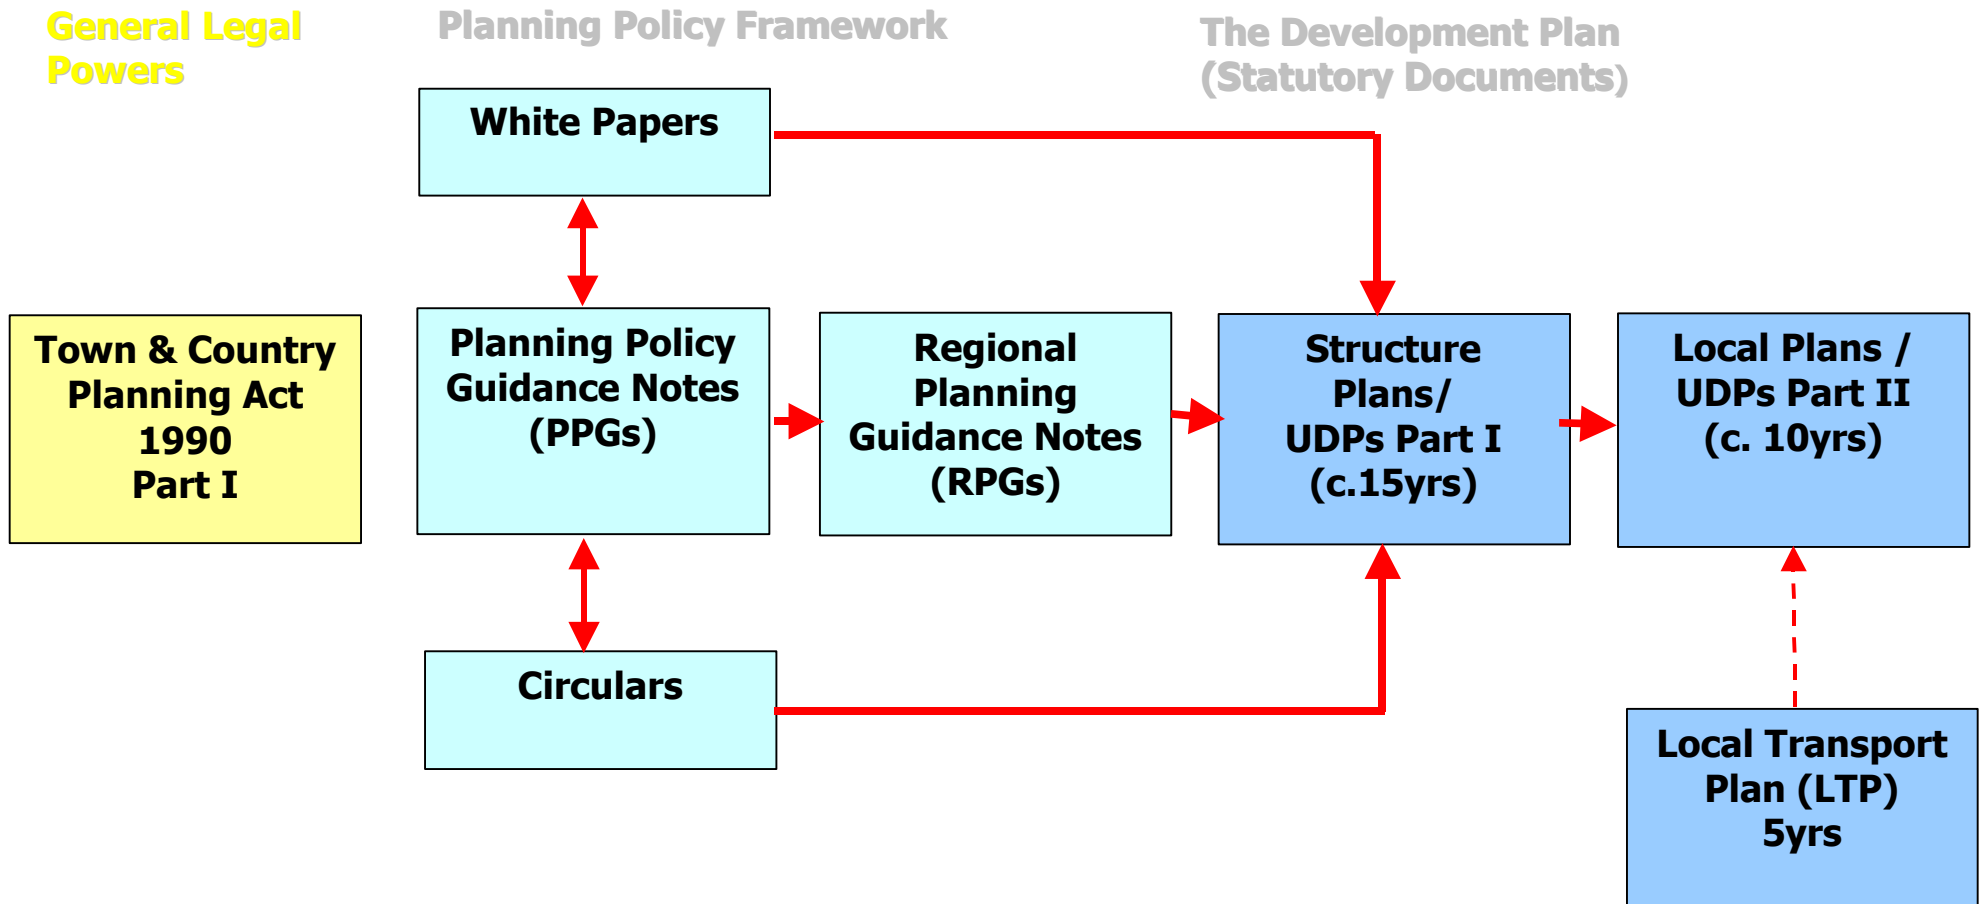 General Legal
Powers
Planning Policy Framework
The Development Plan
(Statutory Documents)
White Papers
Town & Country
Planning Act
1990
Part I
Planning Policy
Guidance Notes
(PPGs)
Regional
Planning
Guidance Notes
(RPGs)
Structure
Plans/
UDPs Part I
(c.15yrs)
Local Plans /
UDPs Part II
(c. 10yrs)
Circulars
Local Transport
Plan (LTP)
5yrs